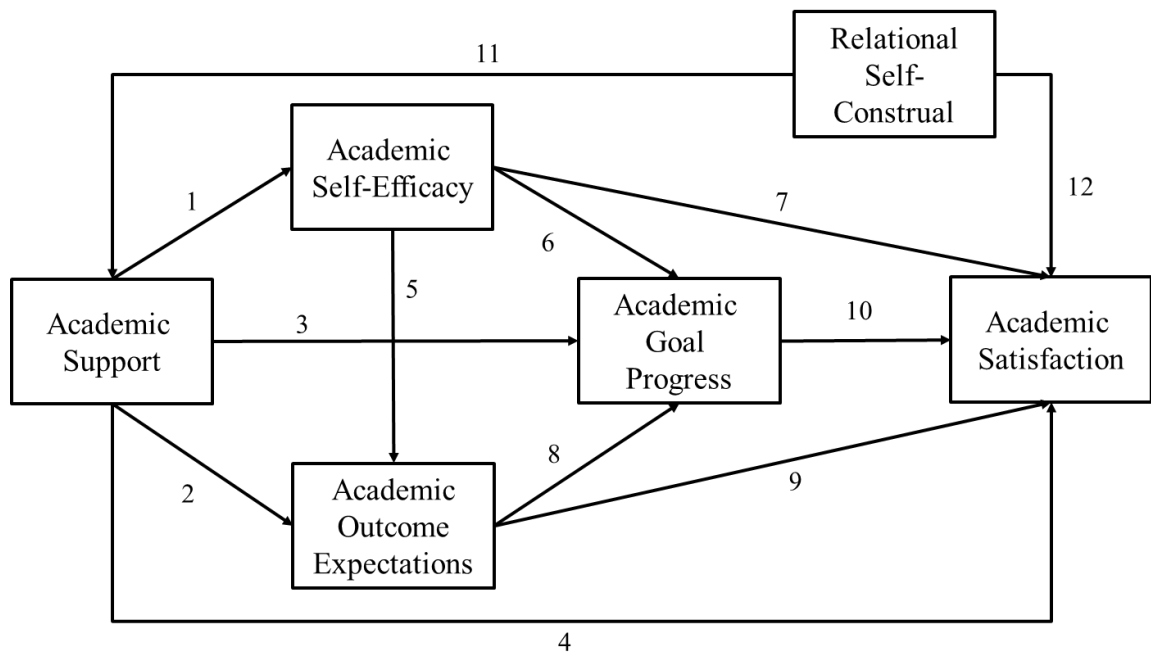 11
Relational
Self-
Construal
Academic
Self-Efficacy
1
7
12
6
5
Academic
Support
3
Academic
Goal
Progress
10
Academic
Satisfaction
2
Academic
Outcome
Expectations
8
9
4